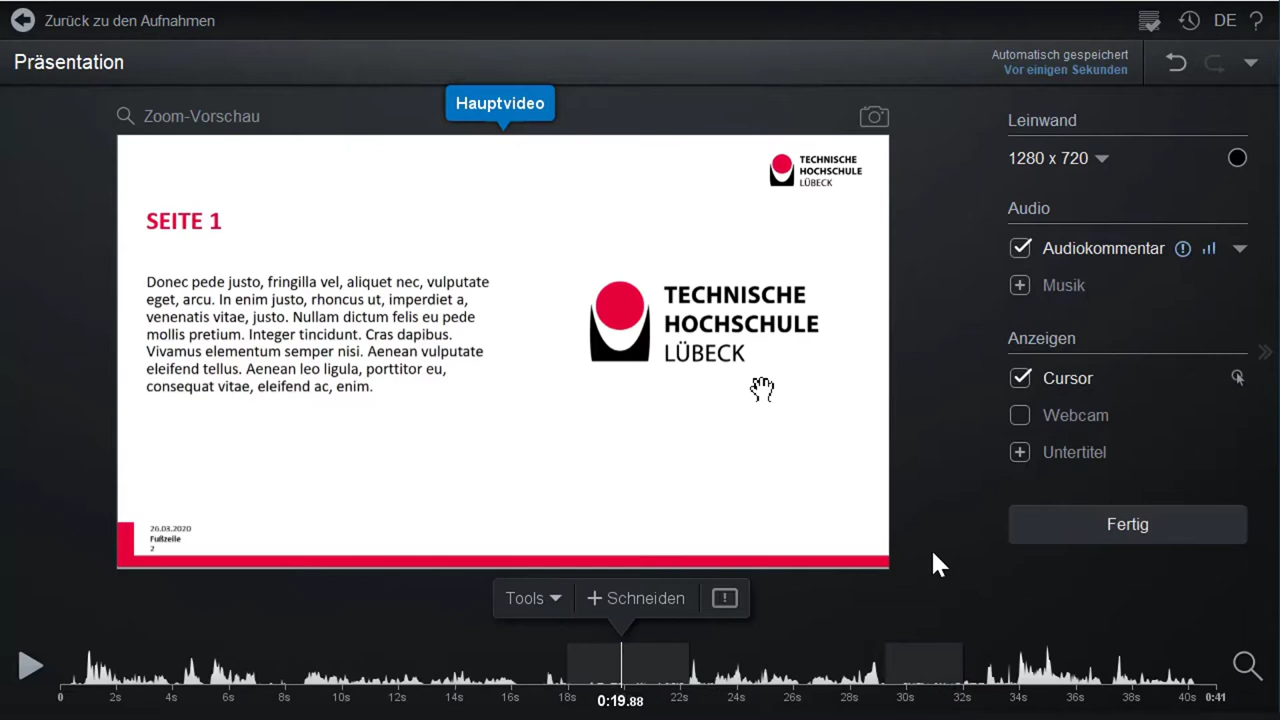 Zurück zu den Aufnahmen
DE
Präsentation
Automatisch gespeichert
Vor einigen Sekunden
Hauptvideo
Zoom-Vorschau
TECHNISCHE
HOCHSCHULE
LÜBECK
SEITE 1
Donec pede justo, fringilla vel, aliquet nec, vulputate
eget, arcu. In enim justo, rhoncus ut, imperdiet a,
venenatis vitae, justo. Nullam dictum felis eu pede
mollis pretium. Integer tincidunt. Cras dapibus.
Vivamus elementum semper nisi. Aenean vulputate
eleifend tellus. Aenean leo ligula, porttitor eu,
consequat vitae, eleifend ac, enim.
TECHNISCHE
HOCHSCHULE
LÜBECK
26.03.2020
Fußzeile
2
Leinwand
1280 x 720
Audio
Audiokommentar
Musik
Anzeigen
Cursor
Webcam
Untertitel
Fertig
Tools
+ Schneiden
0 2s 4s 6s 8s 10s 12s 14s 16s 18s 0:19.88 22s 24s 26s 28s 30s 32s 34s 36s 38s 40s 0:41